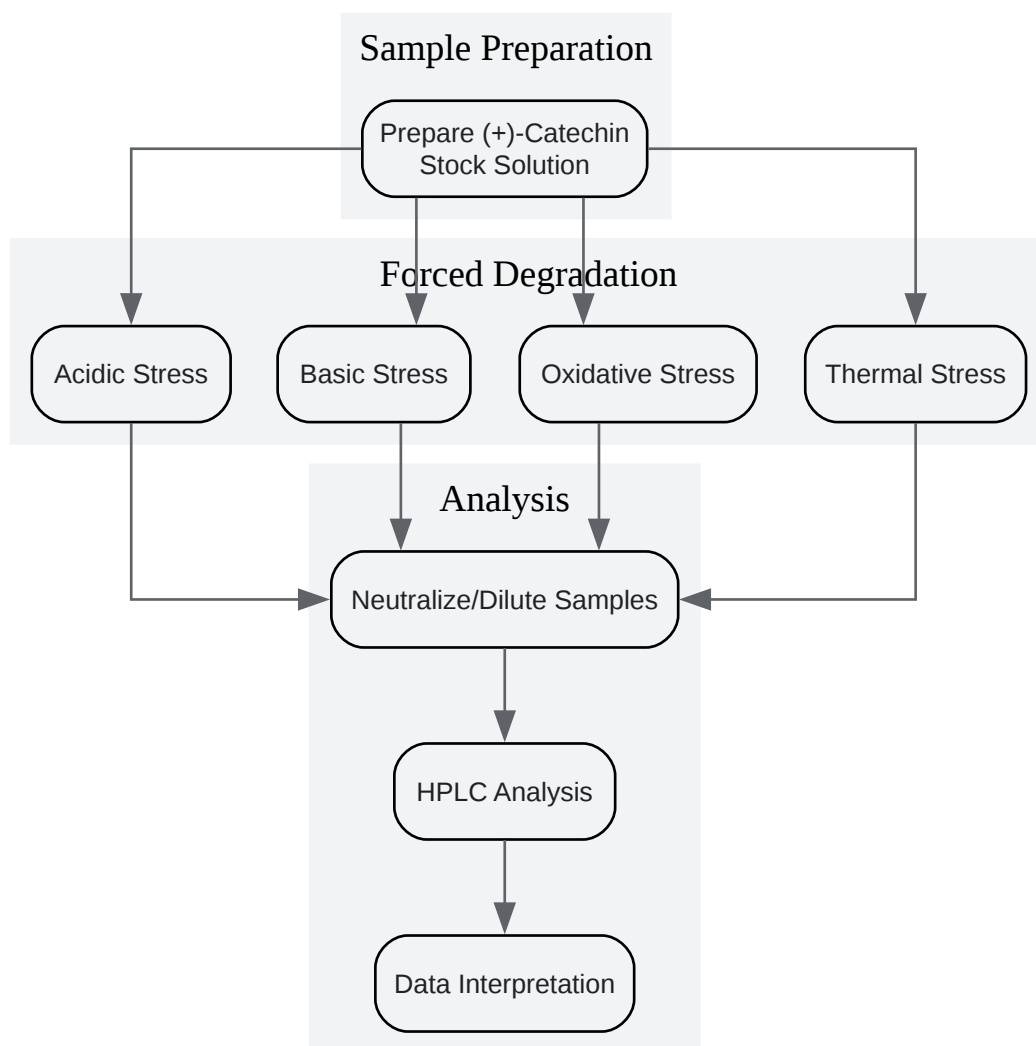 Sample Preparation
Prepare (+)-Catechin
Stock Solution
Forced Degradation
Acidic Stress
Basic Stress
Oxidative Stress
Thermal Stress
Analysis
Neutralize/Dilute Samples
HPLC Analysis
Data Interpretation